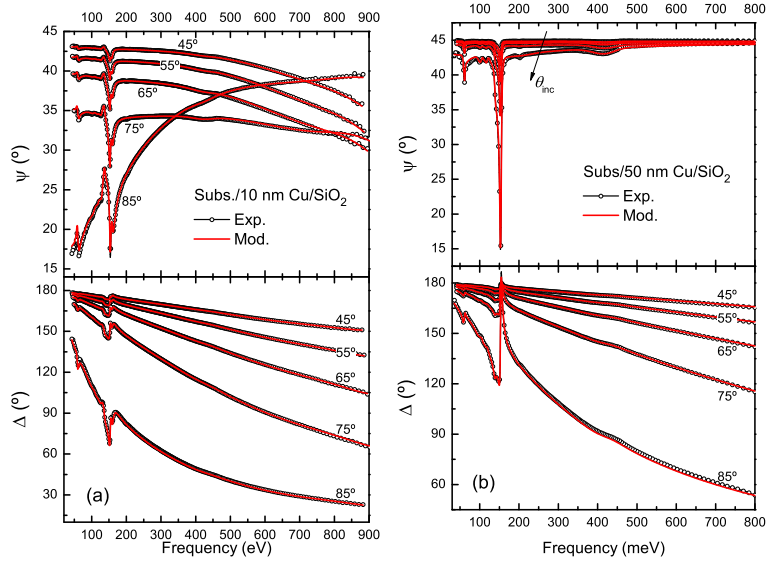 100 200 300 400 500 600 700 800 900
45
40
35
30
25
20
15
ψ (º)
45º
55º
65º
75º
85º
Subs./10 nm Cu/SiO2
Exp.
Mod.
180
150
120
90
60
30
Δ (º)
45º
55º
65º
75º
85º
(a)
100 200 300 400 500 600 700 800 900
Frequency (eV)
100 200 300 400 500 600 700 800
45
40
35
30
25
20
15
ψ (º)
θinc
Subs/50 nm Cu/SiO2
Exp.
Mod.
180
150
120
90
60
Δ (º)
45º
55º
65º
75º
85º
(b)
100 200 300 400 500 600 700 800
Frequency (meV)